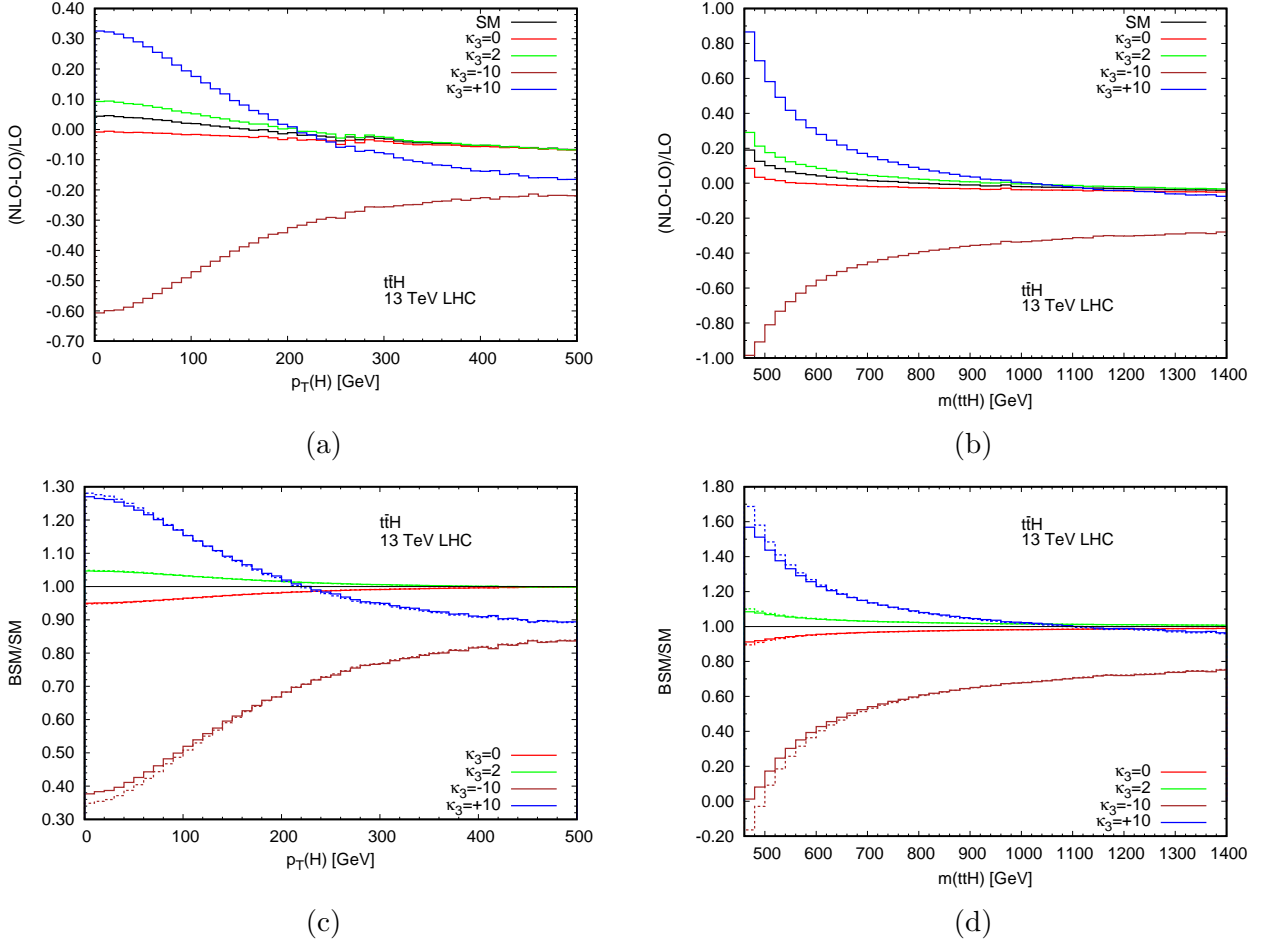 0.40
0.30
0.20
0.10
0.00
-0.10
-0.20
-0.30
-0.40
-0.50
-0.60
-0.70
(NLO-LO)/LO
SM
κ3=0
κ3=2
κ3=-10
κ3=+10
tt̄H
13 TeV LHC
0 100 200 300 400 500
pT(H) [GeV]
(a)
1.00
0.80
0.60
0.40
0.20
0.00
-0.20
-0.40
-0.60
-0.80
-1.00
(NLO-LO)/LO
SM
κ3=0
κ3=2
κ3=-10
κ3=+10
tt̄H
13 TeV LHC
500 600 700 800 900 1000 1100 1200 1300 1400
m(ttH) [GeV]
(b)
1.30
1.20
1.10
1.00
0.90
0.80
0.70
0.60
0.50
0.40
0.30
BSM/SM
tt̄H
13 TeV LHC
κ3=0
κ3=2
κ3=-10
κ3=+10
0 100 200 300 400 500
pT(H) [GeV]
(c)
1.80
1.60
1.40
1.20
1.00
0.80
0.60
0.40
0.20
0.00
-0.20
BSM/SM
tt̄H
13 TeV LHC
κ3=0
κ3=2
κ3=-10
κ3=+10
500 600 700 800 900 1000 1100 1200 1300 1400
m(ttH) [GeV]
(d)